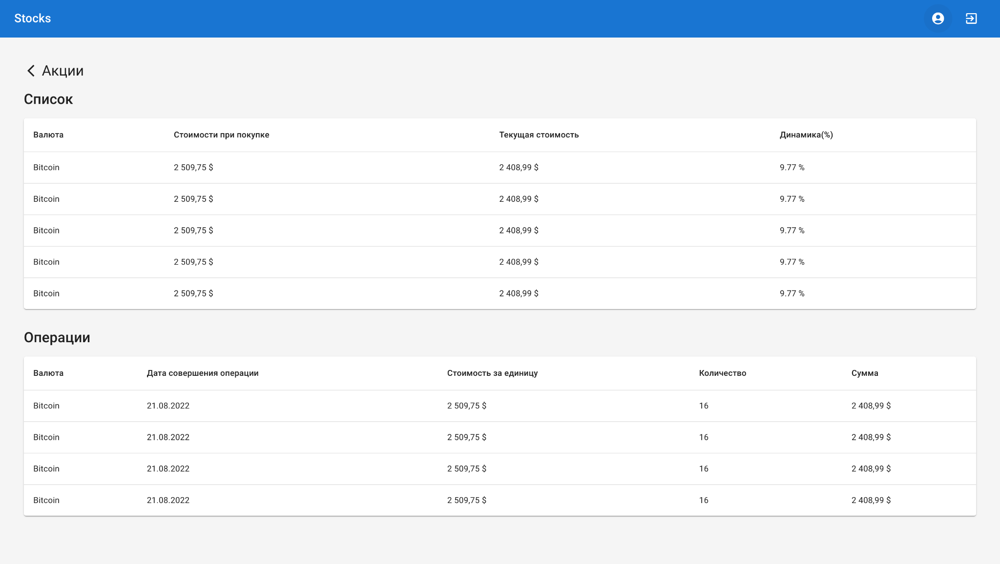 Stocks
Акции
Список
Валюта Стоимости при покупке Текущая стоимость Динамика(%)
Bitcoin 2 509,75 $ 2 408,99 $ 9.77 %
Bitcoin 2 509,75 $ 2 408,99 $ 9.77 %
Bitcoin 2 509,75 $ 2 408,99 $ 9.77 %
Bitcoin 2 509,75 $ 2 408,99 $ 9.77 %
Bitcoin 2 509,75 $ 2 408,99 $ 9.77 %
Операции
Валюта Дата совершения операции Стоимость за единицу Количество Сумма
Bitcoin 21.08.2022 2 509,75 $ 16 2 408,99 $
Bitcoin 21.08.2022 2 509,75 $ 16 2 408,99 $
Bitcoin 21.08.2022 2 509,75 $ 16 2 408,99 $
Bitcoin 21.08.2022 2 509,75 $ 16 2 408,99 $